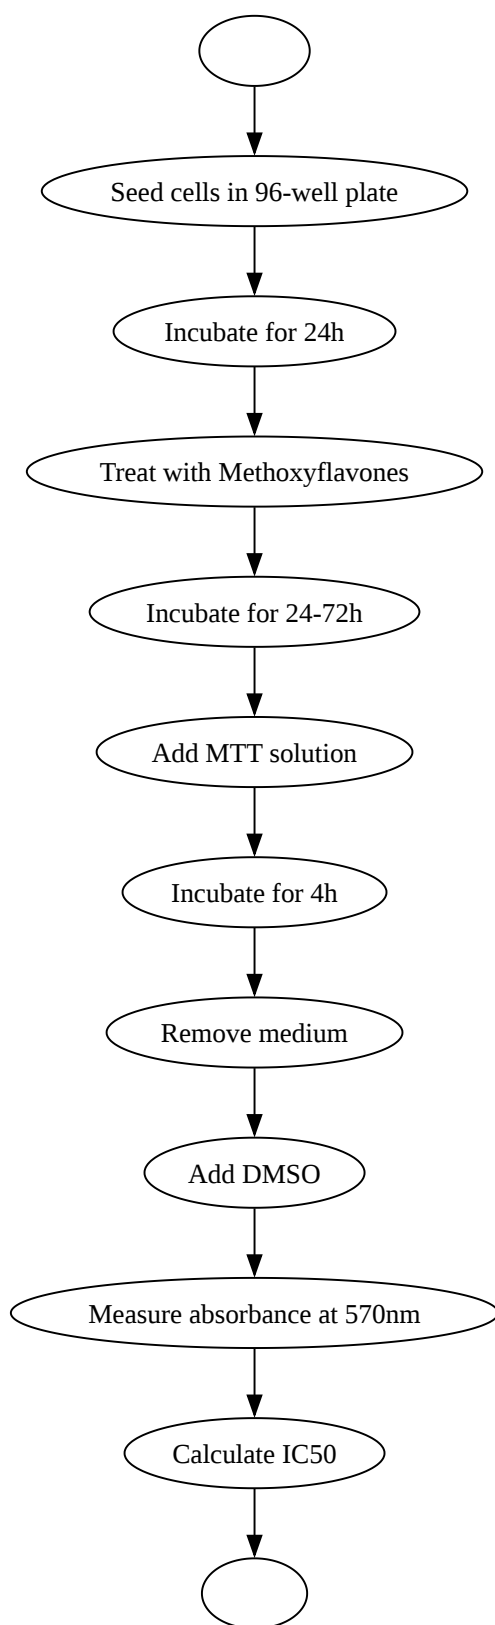 Seed cells in 96-well plate
Incubate for 24h
Treat with Methoxyflavones
Incubate for 24-72h
Add MTT solution
Incubate for 4h
Remove medium
Add DMSO
Measure absorbance at 570nm
Calculate IC50